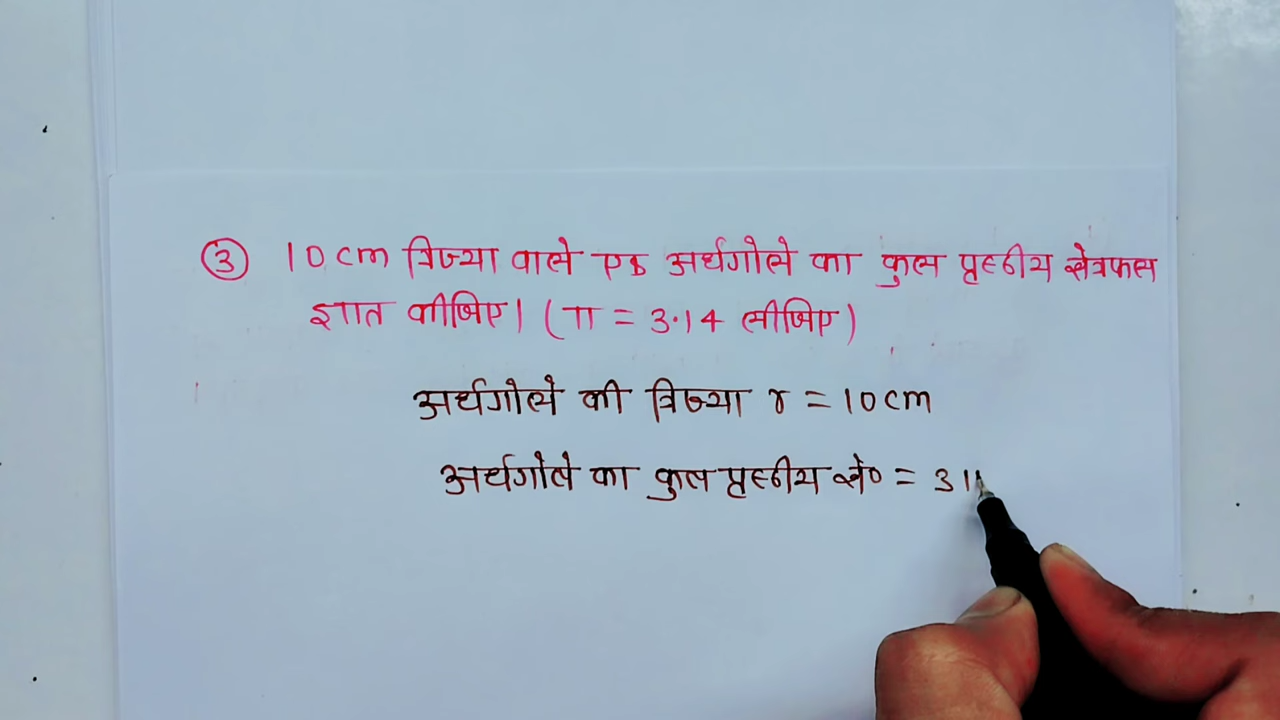 ③ 10 cm त्रिज्या वाले एक अर्धगोले का कुल पृष्ठीय क्षेत्रफल
ज्ञात कीजिए। (π = 3.14 लीजिए)
अर्धगोले की त्रिज्या r = 10 cm
अर्धगोले का कुल पृष्ठीय क्षे० = 3